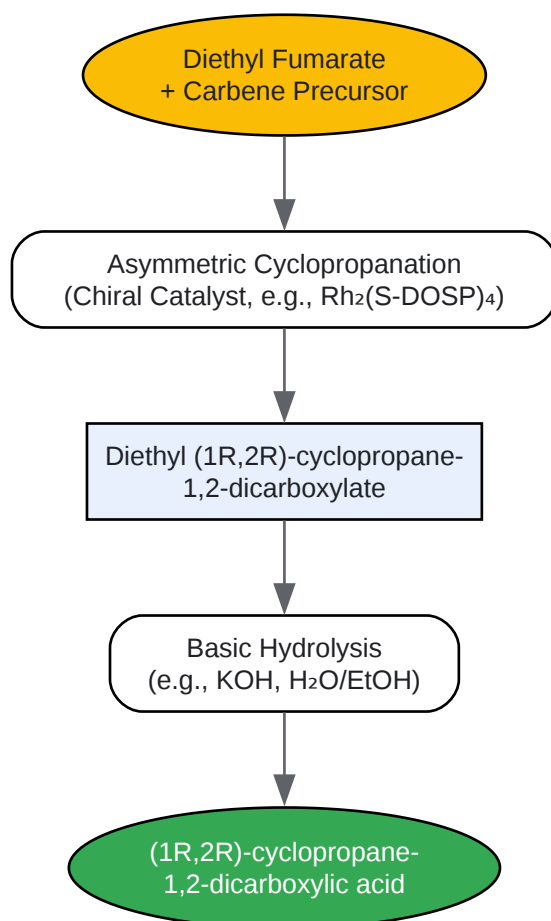 Diethyl Fumarate
+ Carbene Precursor
Asymmetric Cyclopropanation
(Chiral Catalyst, e.g., Rh₂(S-DOSP)₄)
Diethyl (1R,2R)-cyclopropane-
1,2-dicarboxylate
Basic Hydrolysis
(e.g., KOH, H₂O/EtOH)
(1R,2R)-cyclopropane-
1,2-dicarboxylic acid